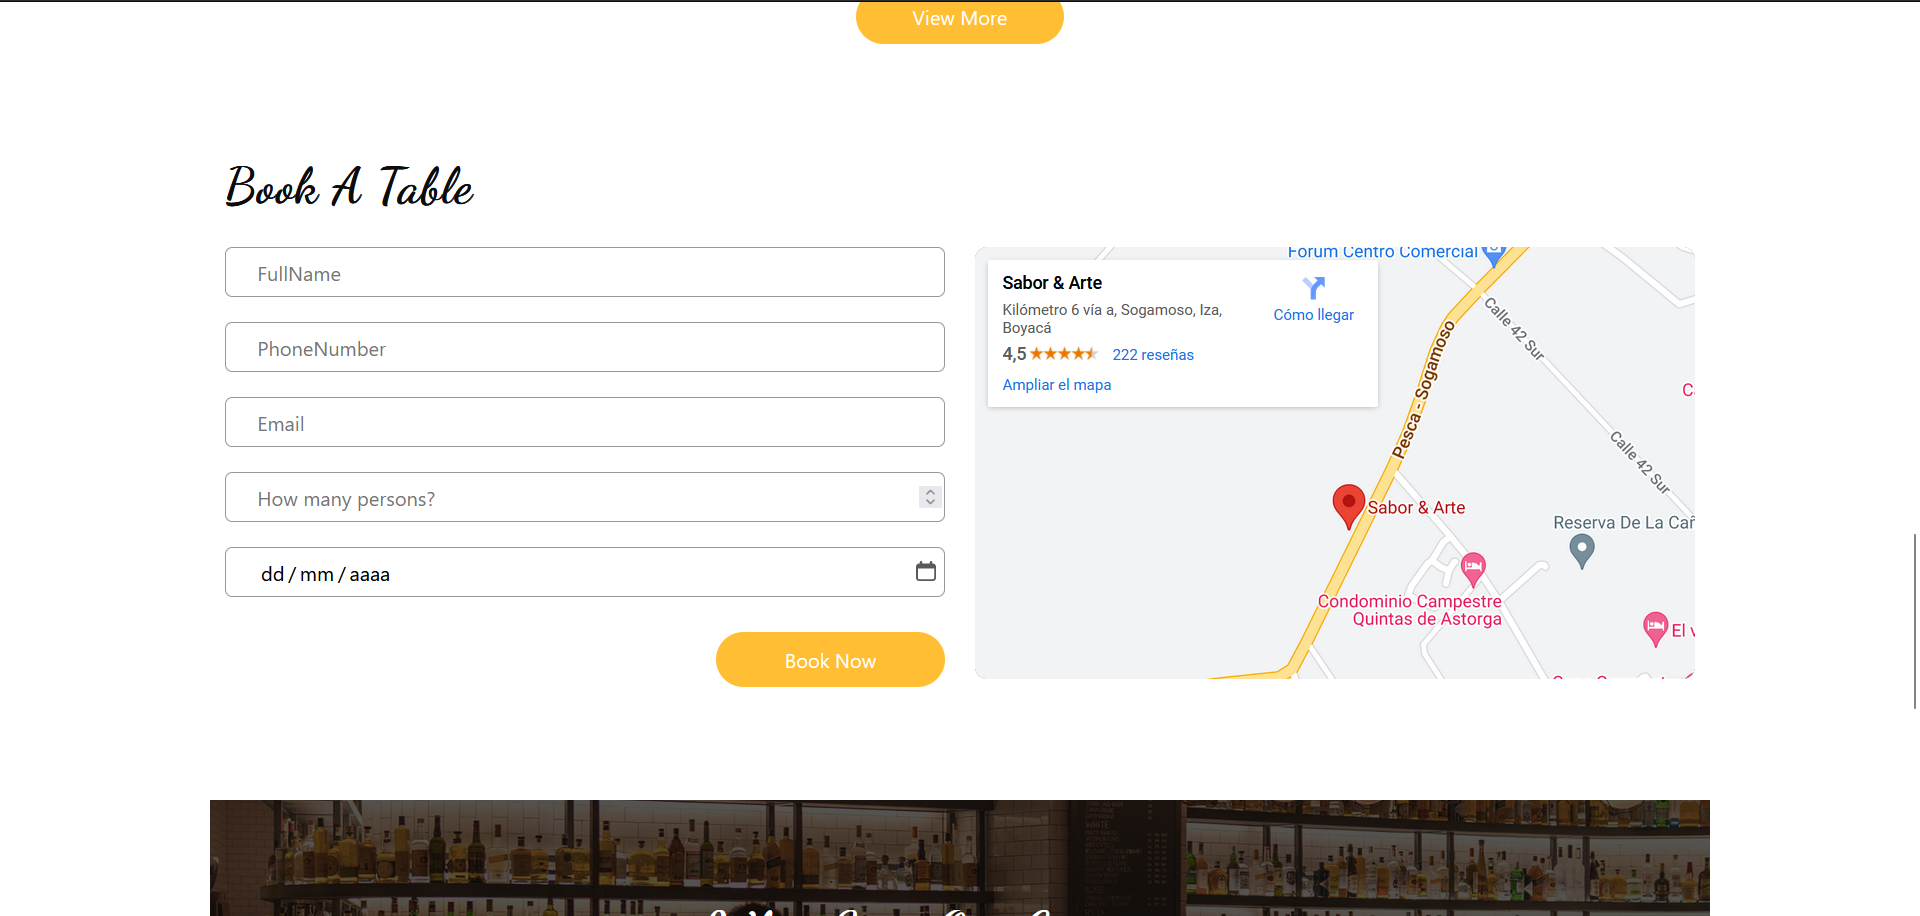 View More
Book A Table
FullName
PhoneNumber
Email
How many persons?
dd / mm / aaaa
Book Now
Forum Centro Comercial
Sabor & Arte
Kilómetro 6 vía a, Sogamoso, Iza,
Boyacá
Cómo llegar
4,5
222 reseñas
Ampliar el mapa
Calle 42 Sur
Pesca - Sogamoso
Calle 42 Sur
Sabor & Arte
Reserva De La Cañ
Condominio Campestre
Quintas de Astorga
El
WHITE